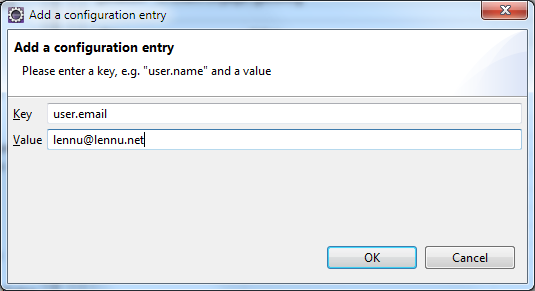 Add a configuration entry
Add a configuration entry
Please enter a key, e.g. "user.name" and a value
Key user.email
Value lennu@lennu.net
OK Cancel